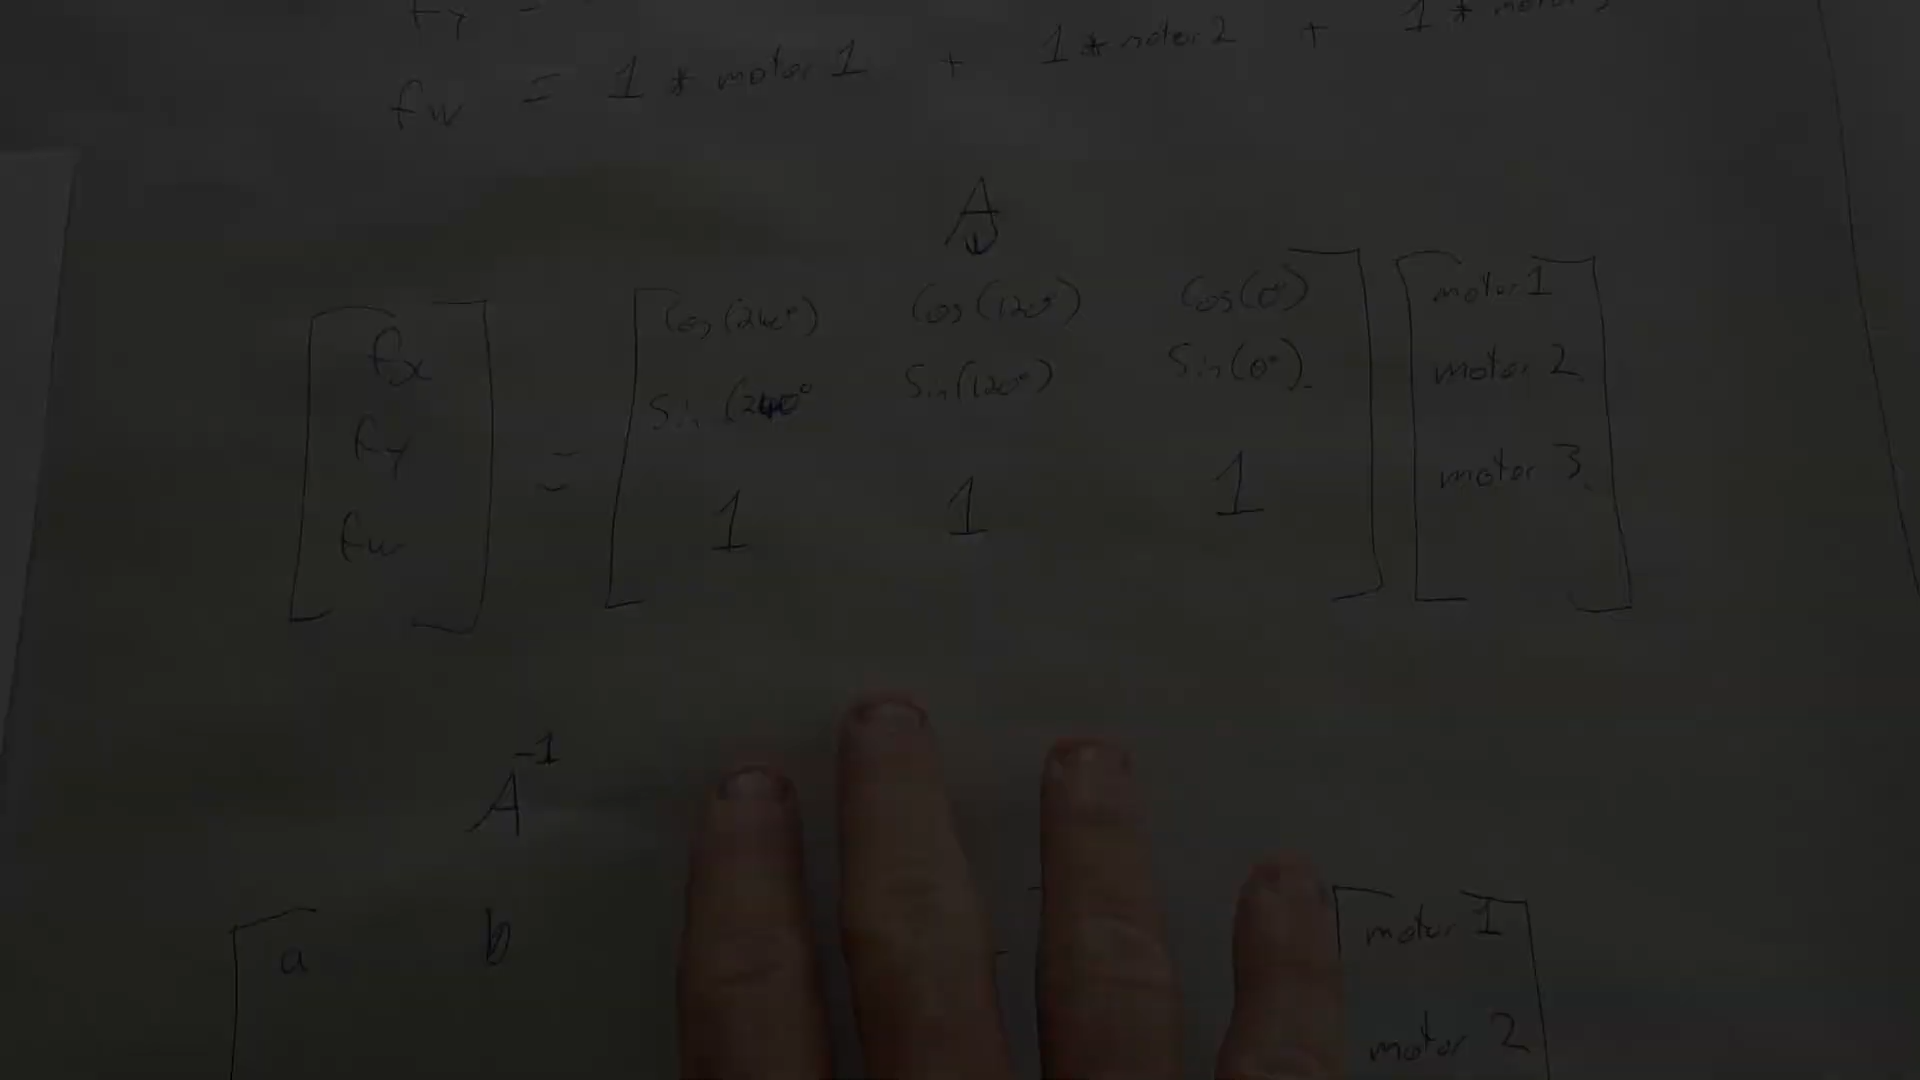 fy =
fw = 1 * motor 1 + 1 * motor 2 + 1 * motor 3
A
fx
fy
fw
=
cos(240°) cos(120°) cos(0°)
Sin(240° Sin(120°) Sin(0°)
1 1 1
motor 1
motor 2
motor 3
A-1
a b
motor 1
motor 2